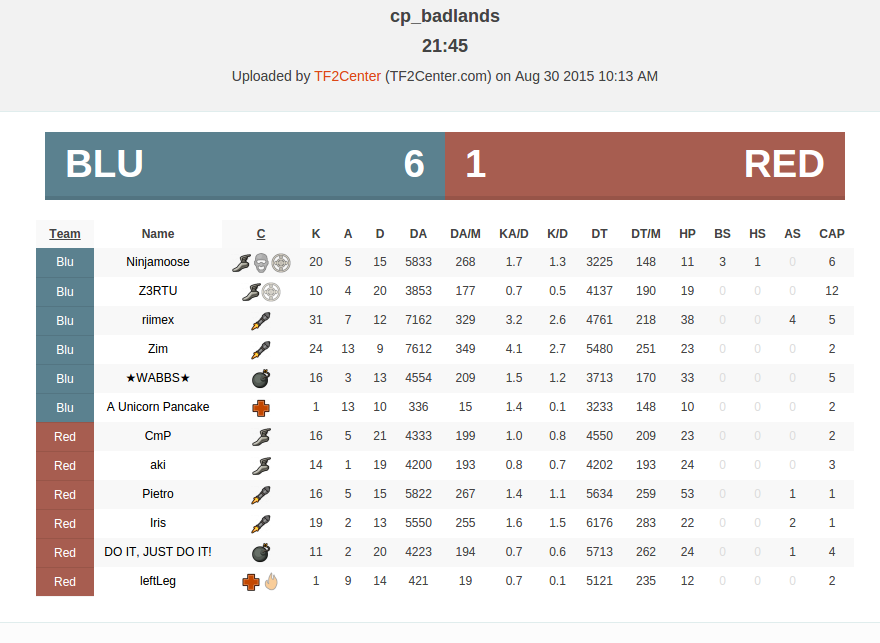 cp_badlands
21:45
Uploaded by TF2Center (TF2Center.com) on Aug 30 2015 10:13 AM
BLU 6 1 RED
Team Name C K A D DA DA/M KA/D K/D DT DT/M HP BS HS AS CAP
Blu Ninjamoose 20 5 15 5833 268 1.7 1.3 3225 148 11 3 1 0 6
Blu Z3RTU 10 4 20 3853 177 0.7 0.5 4137 190 19 0 0 0 12
Blu riimex 31 7 12 7162 329 3.2 2.6 4761 218 38 0 0 4 5
Blu Zim 24 13 9 7612 349 4.1 2.7 5480 251 23 0 0 0 2
Blu ★WABBS★ 16 3 13 4554 209 1.5 1.2 3713 170 33 0 0 0 5
Blu A Unicorn Pancake 1 13 10 336 15 1.4 0.1 3233 148 10 0 0 0 2
Red CmP 16 5 21 4333 199 1.0 0.8 4550 209 23 0 0 0 2
Red aki 14 1 19 4200 193 0.8 0.7 4202 193 24 0 0 0 3
Red Pietro 16 5 15 5822 267 1.4 1.1 5634 259 53 0 0 1 1
Red Iris 19 2 13 5550 255 1.6 1.5 6176 283 22 0 0 2 1
Red DO IT, JUST DO IT! 11 2 20 4223 194 0.7 0.6 5713 262 24 0 0 1 4
Red leftLeg 1 9 14 421 19 0.7 0.1 5121 235 12 0 0 0 2